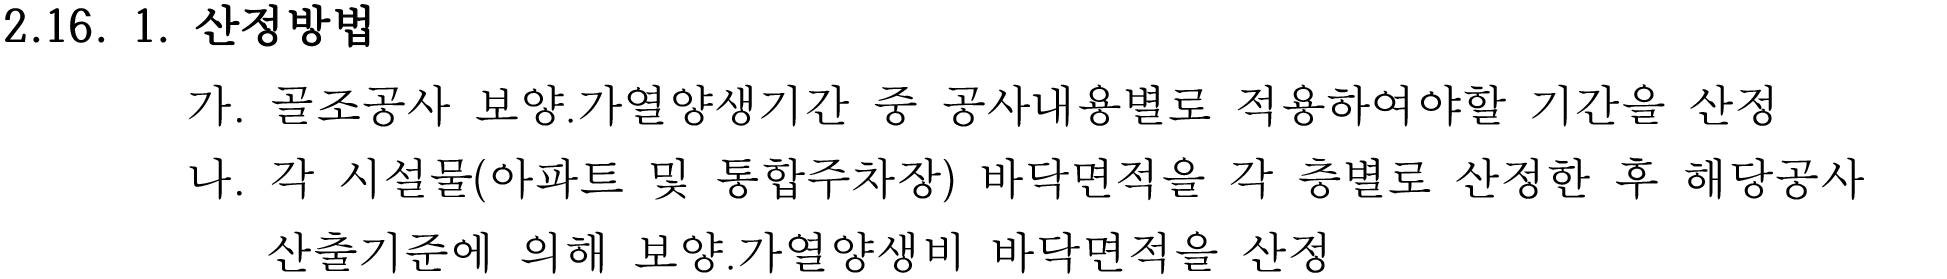 2.16. 1. 산정방법
가. 골조공사 보양.가열양생기간 중 공사내용별로 적용하여야할 기간을 산정
나. 각 시설물(아파트 및 통합주차장) 바닥면적을 각 층별로 산정한 후 해당공사
산출기준에 의해 보양.가열양생비 바닥면적을 산정